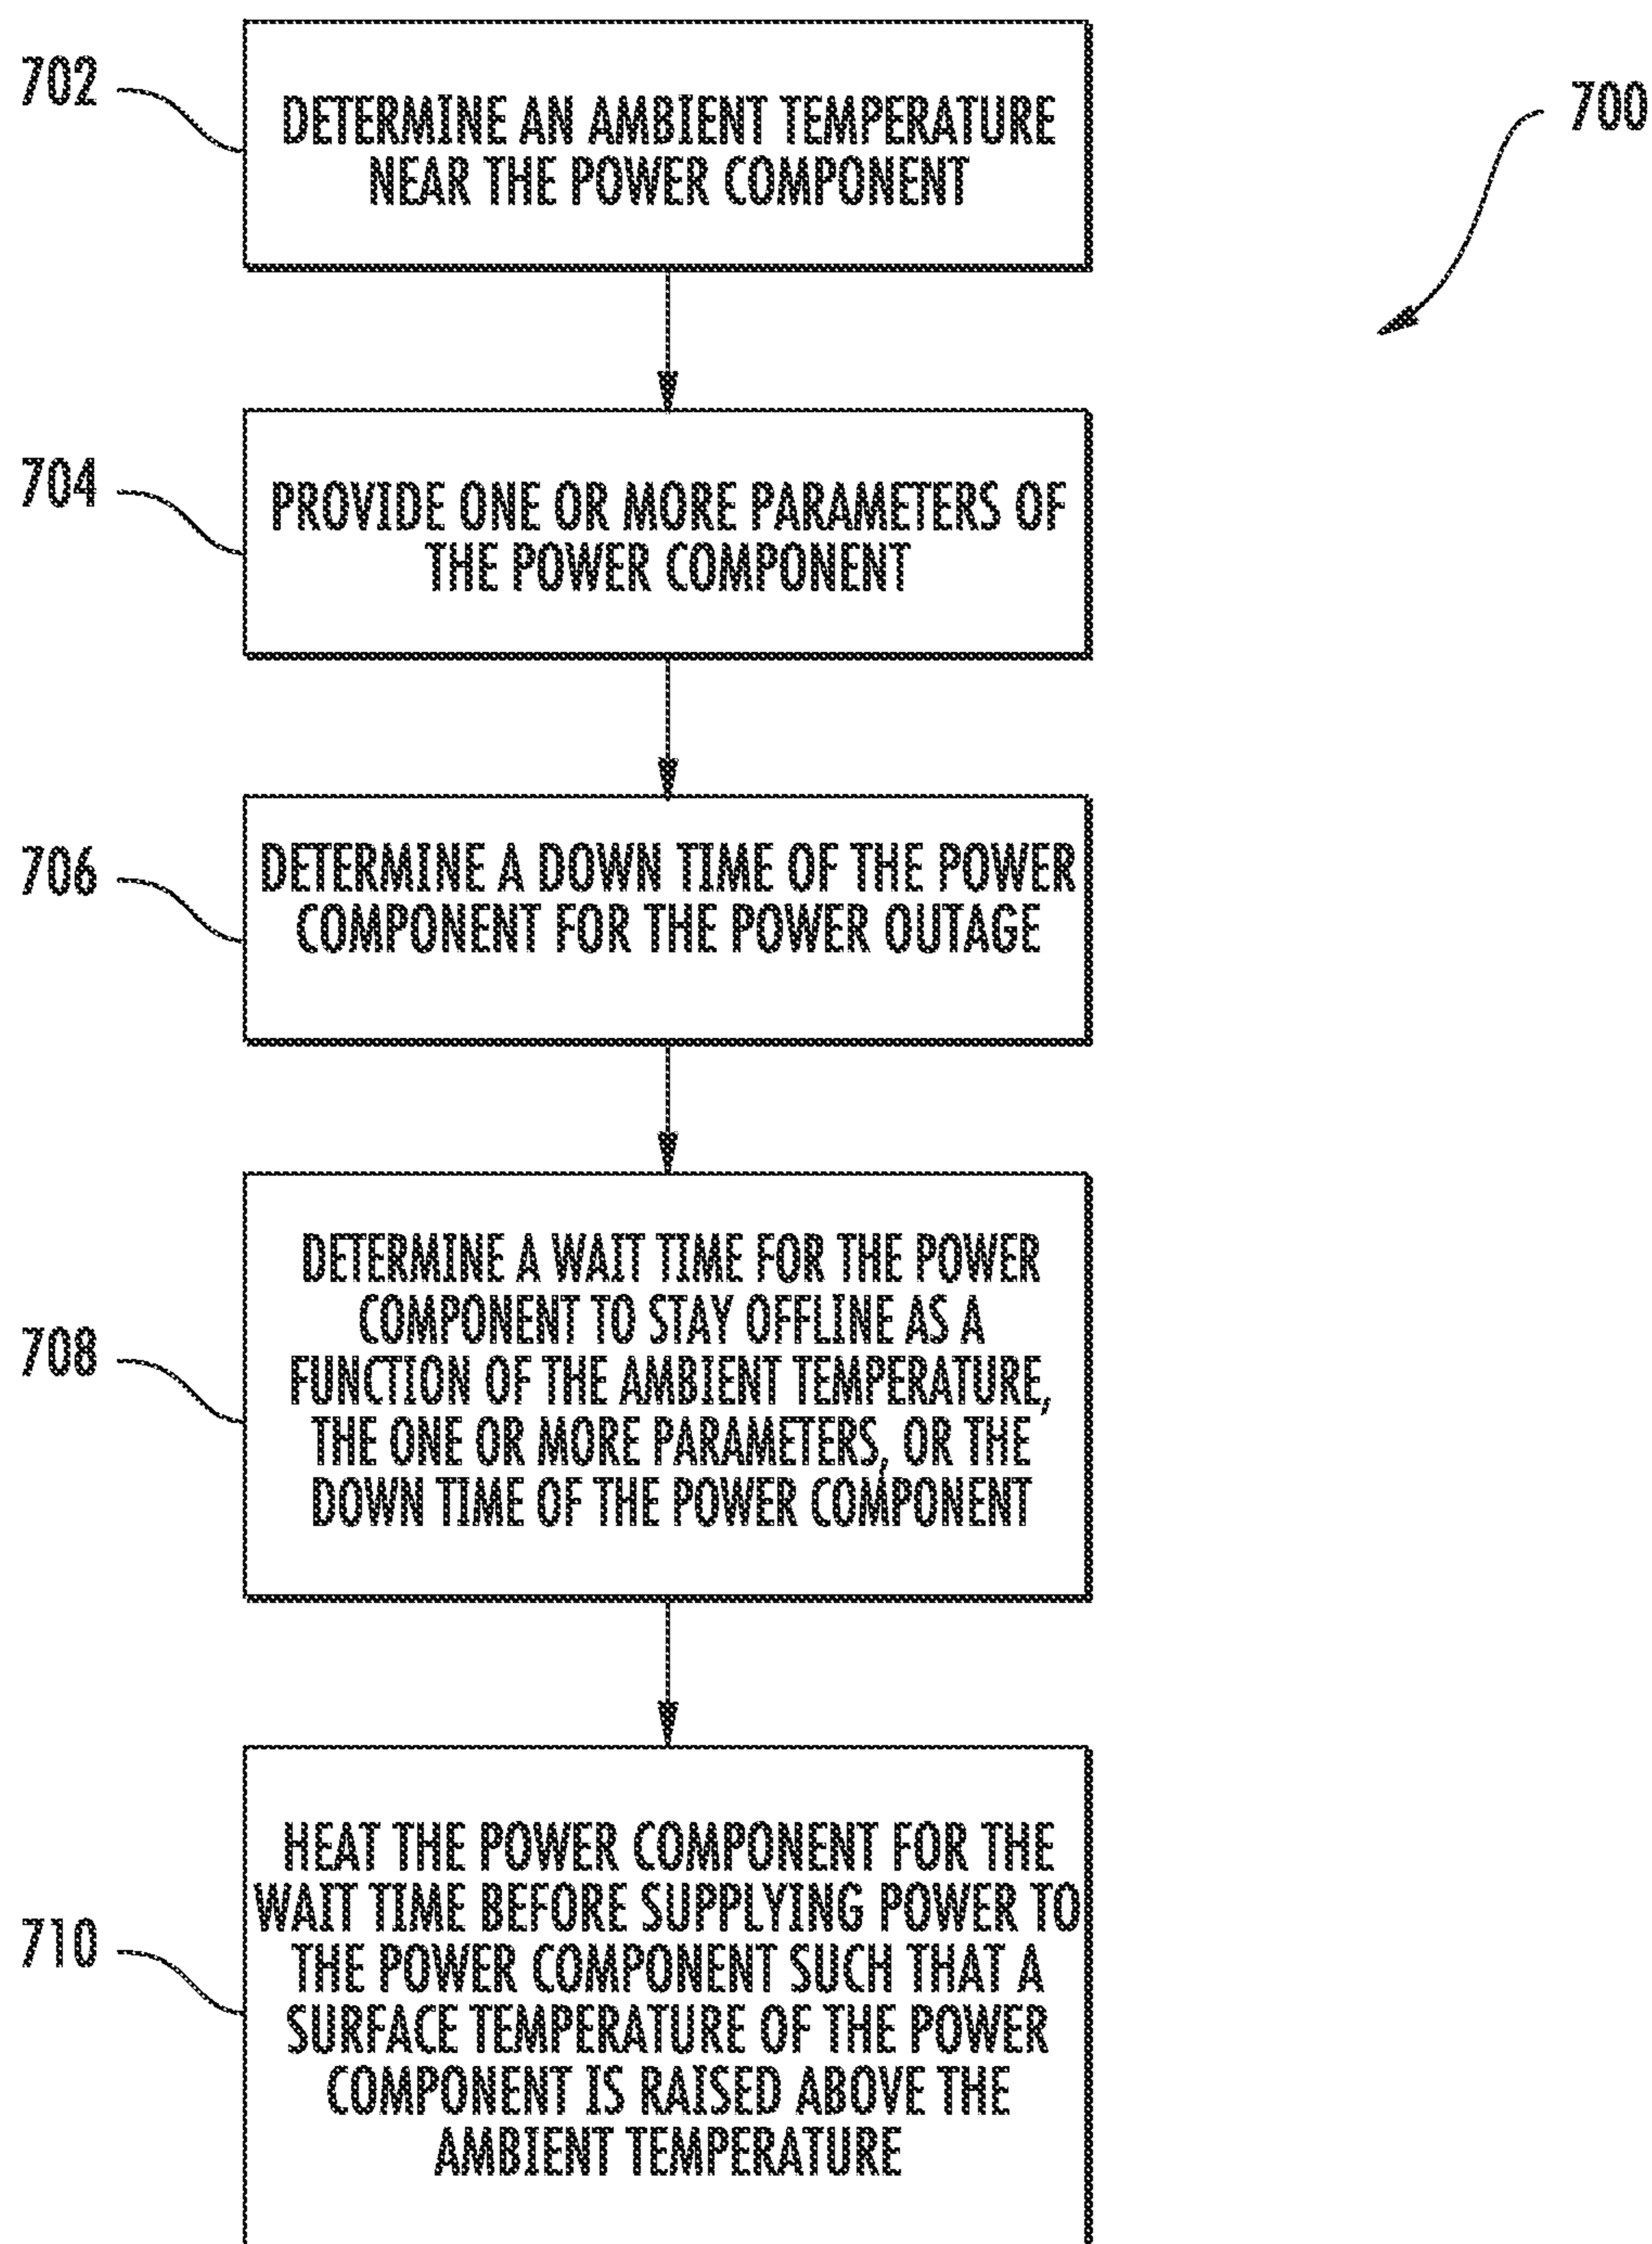 700
702
DETERMINE AN AMBIENT TEMPERATURE
NEAR THE POWER COMPONENT
704
PROVIDE ONE OR MORE PARAMETERS OF
THE POWER COMPONENT
706
DETERMINE A DOWN TIME OF THE POWER
COMPONENT FOR THE POWER OUTAGE
708
DETERMINE A WAIT TIME FOR THE POWER
COMPONENT TO STAY OFFLINE AS A
FUNCTION OF THE AMBIENT TEMPERATURE,
THE ONE OR MORE PARAMETERS, OR THE
DOWN TIME OF THE POWER COMPONENT
710
HEAT THE POWER COMPONENT FOR THE
WAIT TIME BEFORE SUPPLYING POWER TO
THE POWER COMPONENT SUCH THAT A
SURFACE TEMPERATURE OF THE POWER
COMPONENT IS RAISED ABOVE THE
AMBIENT TEMPERATURE